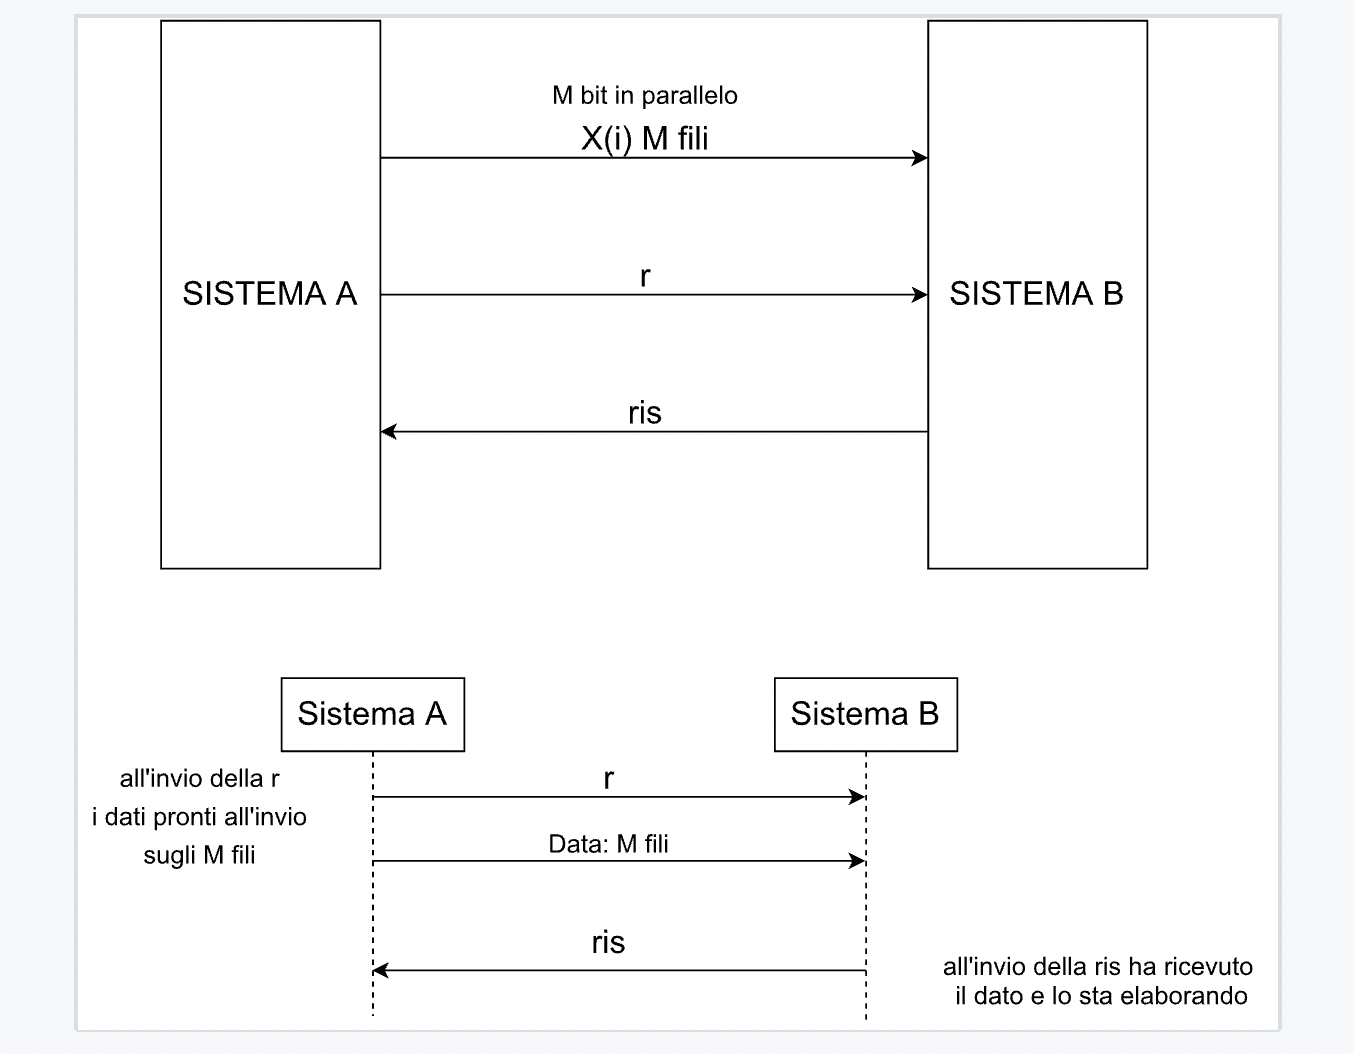 M bit in parallelo
X(i) M fili
r
SISTEMA A
SISTEMA B
ris
Sistema A
Sistema B
all'invio della r
i dati pronti all'invio
sugli M fili
r
Data: M fili
ris
all'invio della ris ha ricevuto
il dato e lo sta elaborando